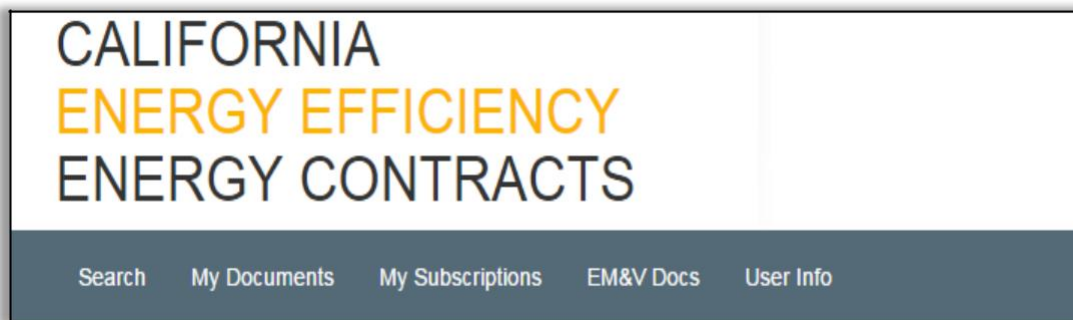 CALIFORNIA
ENERGY EFFICIENCY
ENERGY CONTRACTS
Search My Documents My Subscriptions EM&V Docs User Info